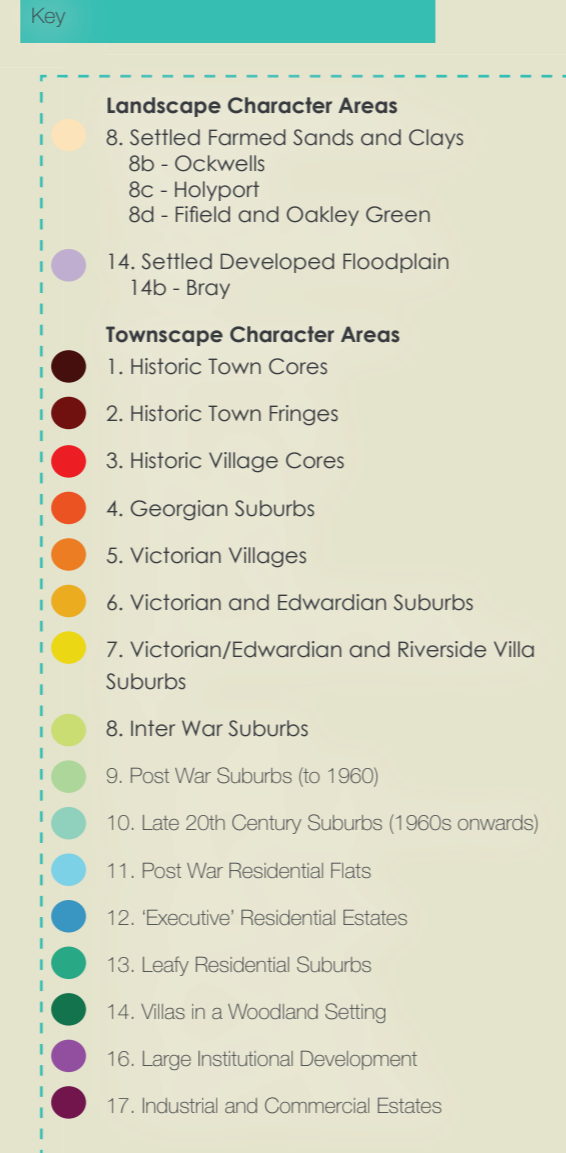 Key
Landscape Character Areas
8. Settled Farmed Sands and Clays
8b - Ockwells
8c - Holyport
8d - Fifield and Oakley Green
14. Settled Developed Floodplain
14b - Bray
Townscape Character Areas
1. Historic Town Cores
2. Historic Town Fringes
3. Historic Village Cores
4. Georgian Suburbs
5. Victorian Villages
6. Victorian and Edwardian Suburbs
7. Victorian/Edwardian and Riverside Villa
Suburbs
8. Inter War Suburbs
9. Post War Suburbs (to 1960)
10. Late 20th Century Suburbs (1960s onwards)
11. Post War Residential Flats
12. ‘Executive’ Residential Estates
13. Leafy Residential Suburbs
14. Villas in a Woodland Setting
16. Large Institutional Development
17. Industrial and Commercial Estates